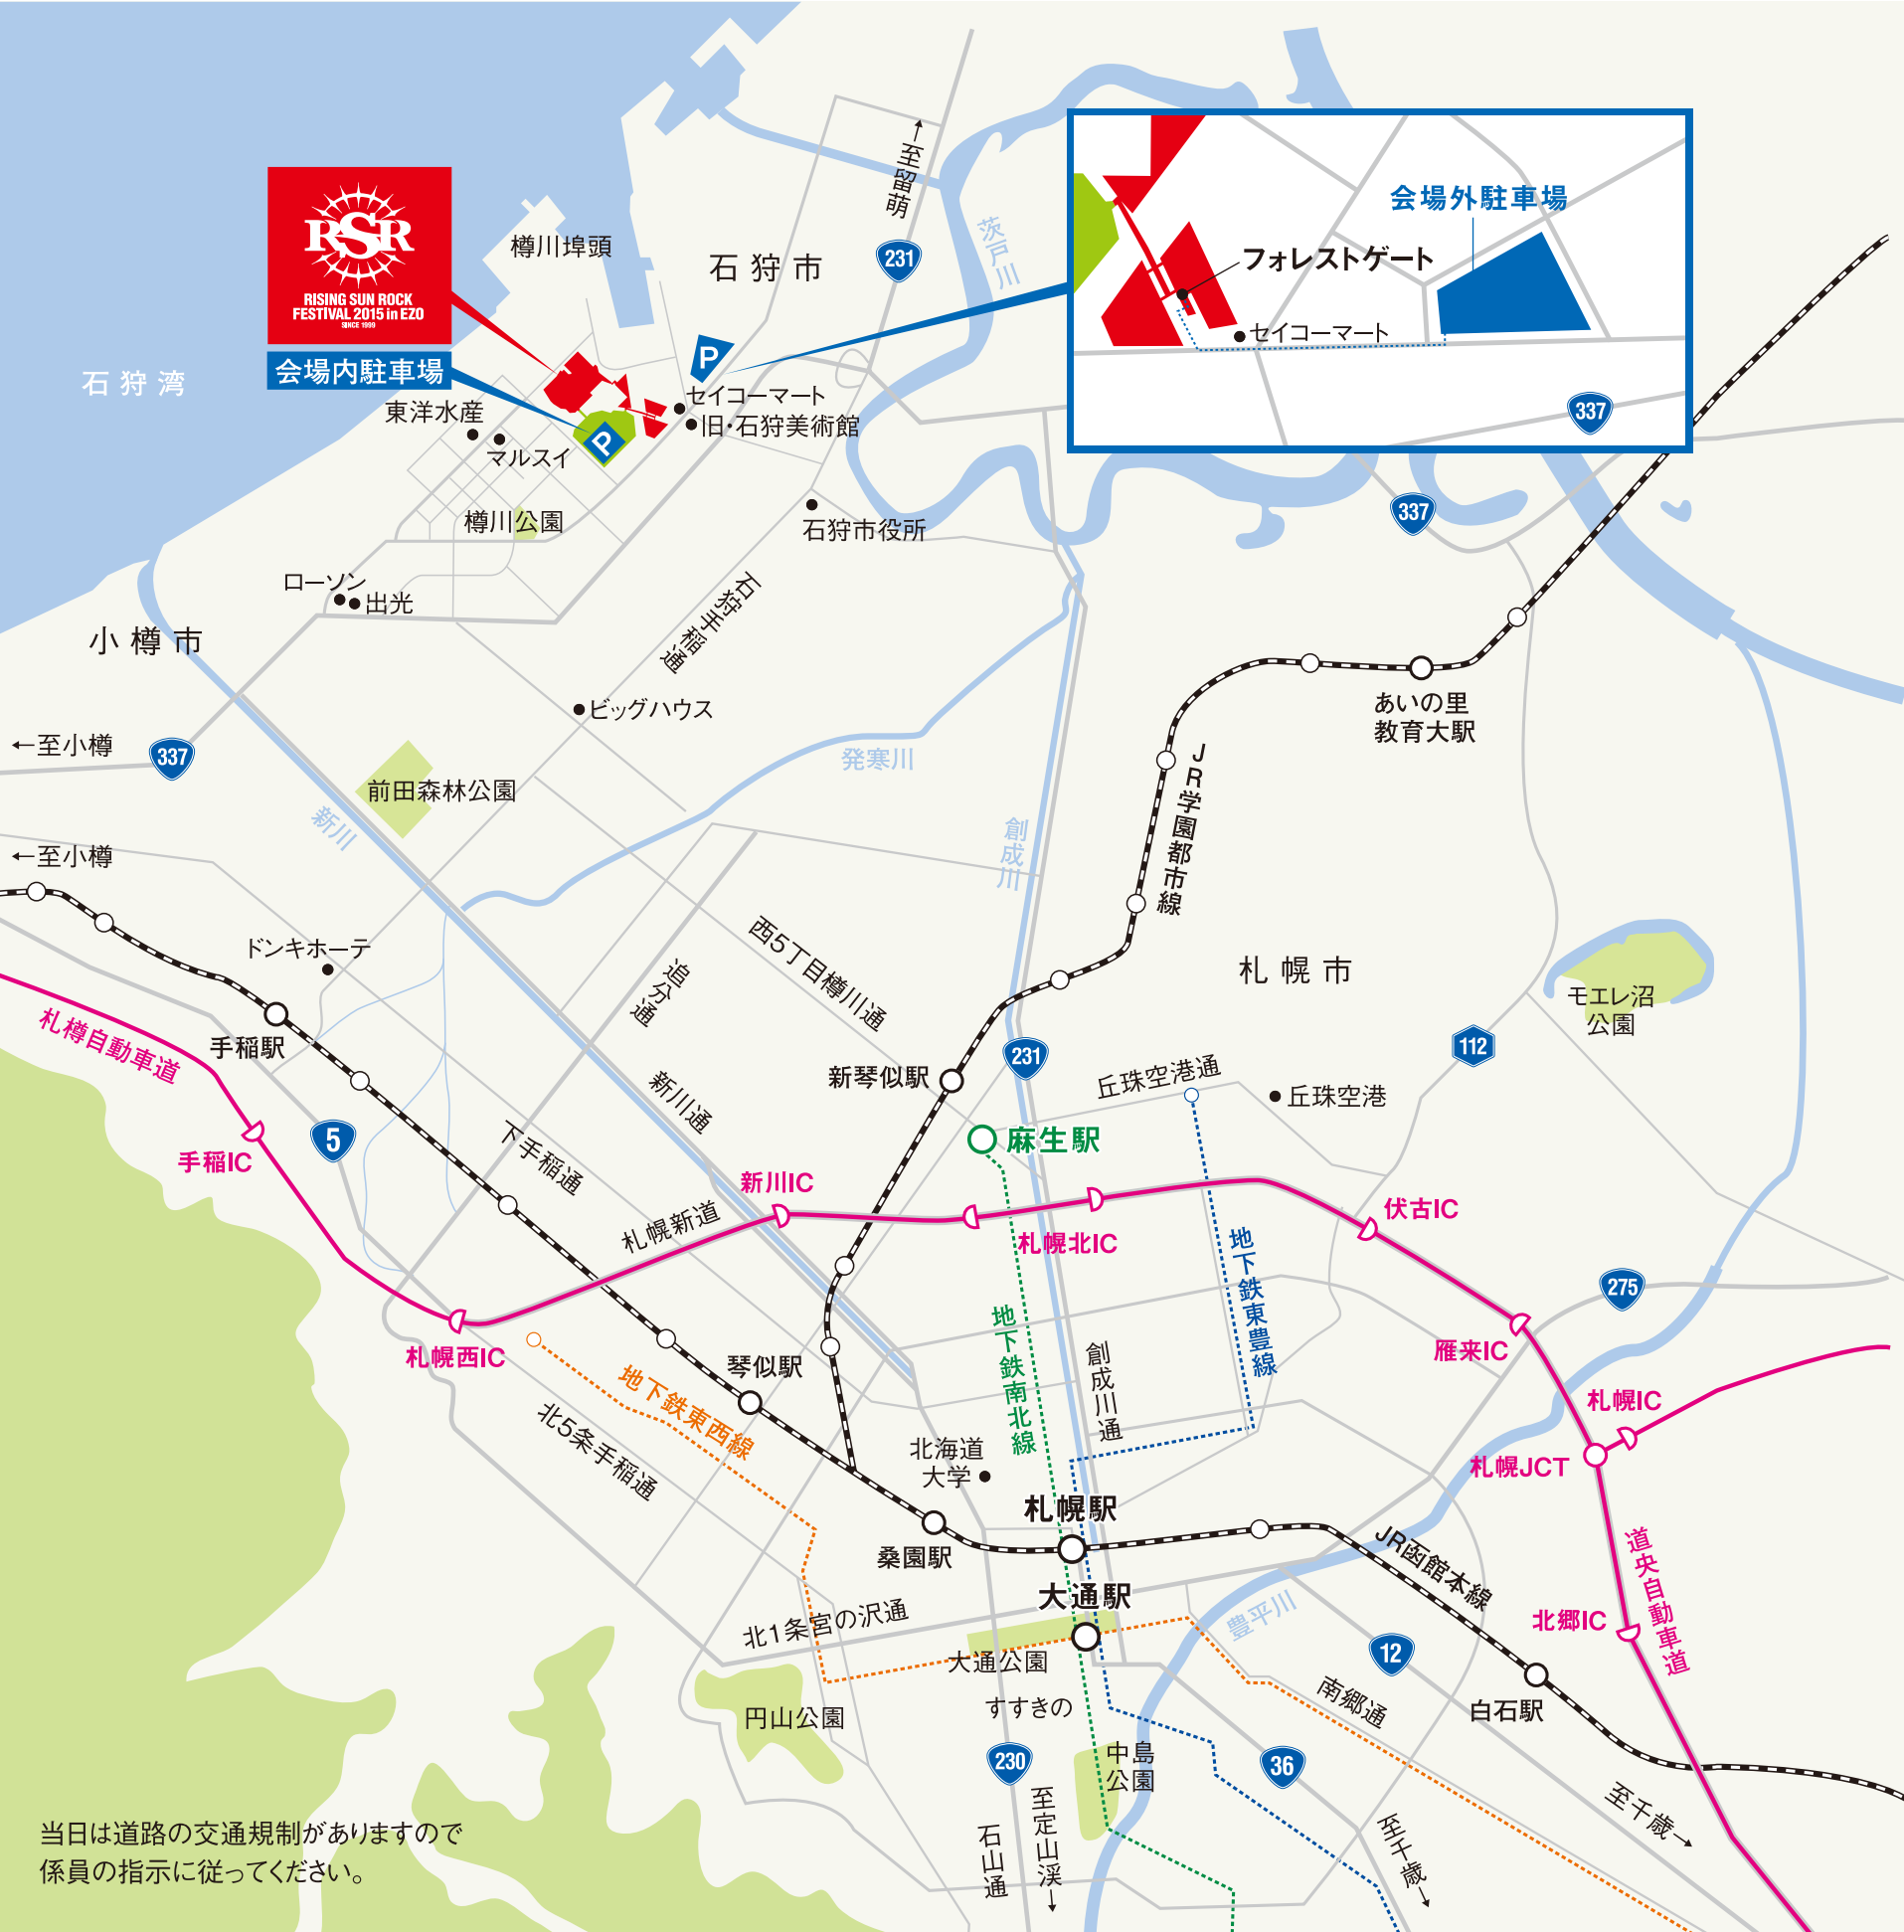 RSR
RISING SUN ROCK
FESTIVAL 2015 in EZO
SINCE 1999
会場内駐車場
P
P
石狩湾
樽川埠頭
石狩市
→至留萌
231
茨戸川
会場外駐車場
フォレストゲート
セイコーマート
337
東洋水産
マルスイ
セイコーマート
旧・石狩美術館
樽川公園
石狩市役所
337
ローソン
出光
石狩手稲通
小樽市
ビッグハウス
あいの里
教育大駅
←至小樽
337
前田森林公園
発寒川
JR学園都市線
新川
創成川
←至小樽
ドンキホーテ
追分通
西5丁目樽川通
札幌市
モエレ沼
公園
札樽自動車道
手稲駅
新琴似駅
231
112
丘珠空港通
丘珠空港
5
新川通
下手稲通
麻生駅
手稲IC
新川IC
札幌新道
札幌北IC
伏古IC
地下鉄東豊線
275
札幌西IC
琴似駅
地下鉄南北線
創成川通
雁来IC
地下鉄東西線
札幌IC
北5条手稲通
北海道
大学
札幌JCT
札幌駅
桑園駅
JR函館本線
道央自動車道
大通駅
北1条宮の沢通
豊平川
北郷IC
12
大通公園
円山公園
すすきの
南郷通
白石駅
230
中島
公園
36
至定山渓→
石山通
至千歳→
至千歳→
当日は道路の交通規制がありますので
係員の指示に従ってください。